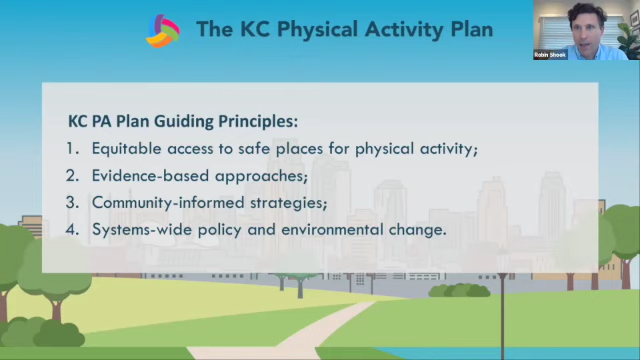 The KC Physical Activity Plan
Robin Shook
KC PA Plan Guiding Principles:
1. Equitable access to safe places for physical activity;
2. Evidence-based approaches;
3. Community-informed strategies;
4. Systems-wide policy and environmental change.